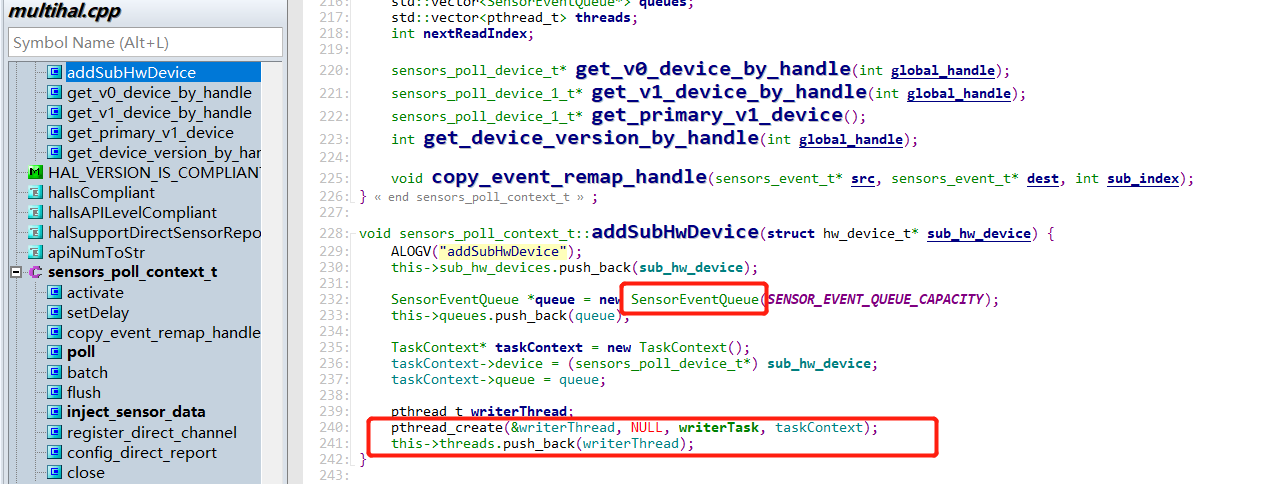 multihal.cpp
Symbol Name (Alt+L)
addSubHwDevice
get_v0_device_by_handle
get_v1_device_by_handle
get_primary_v1_device
get_device_version_by_har
HAL_VERSION_IS_COMPLIANT
halIsCompliant
halIsAPILevelCompliant
halSupportDirectSensorRepo
apiNumToStr
sensors_poll_context_t
activate
setDelay
copy_event_remap_handle
poll
batch
flush
inject_sensor_data
register_direct_channel
config_direct_report
close
216: std::vector<SensorEventQueue*> queues;
217: std::vector<pthread_t> threads;
218: int nextReadIndex;
219:
220: sensors_poll_device_t* get_v0_device_by_handle(int global_handle);
221: sensors_poll_device_1_t* get_v1_device_by_handle(int global_handle);
222: sensors_poll_device_1_t* get_primary_v1_device();
223: int get_device_version_by_handle(int global_handle);
224:
225: void copy_event_remap_handle(sensors_event_t* src, sensors_event_t* dest, int sub_index);
226: } « end sensors_poll_context_t » ;
227:
228: void sensors_poll_context_t::addSubHwDevice(struct hw_device_t* sub_hw_device) {
229: ALOGV("addSubHwDevice");
230: this->sub_hw_devices.push_back(sub_hw_device);
231:
232: SensorEventQueue *queue = new SensorEventQueue(SENSOR_EVENT_QUEUE_CAPACITY);
233: this->queues.push_back(queue);
234:
235: TaskContext* taskContext = new TaskContext();
236: taskContext->device = (sensors_poll_device_t*) sub_hw_device;
237: taskContext->queue = queue;
238:
239: pthread_t writerThread;
240: pthread_create(&writerThread, NULL, writerTask, taskContext);
241: this->threads.push_back(writerThread);
242: }
243: